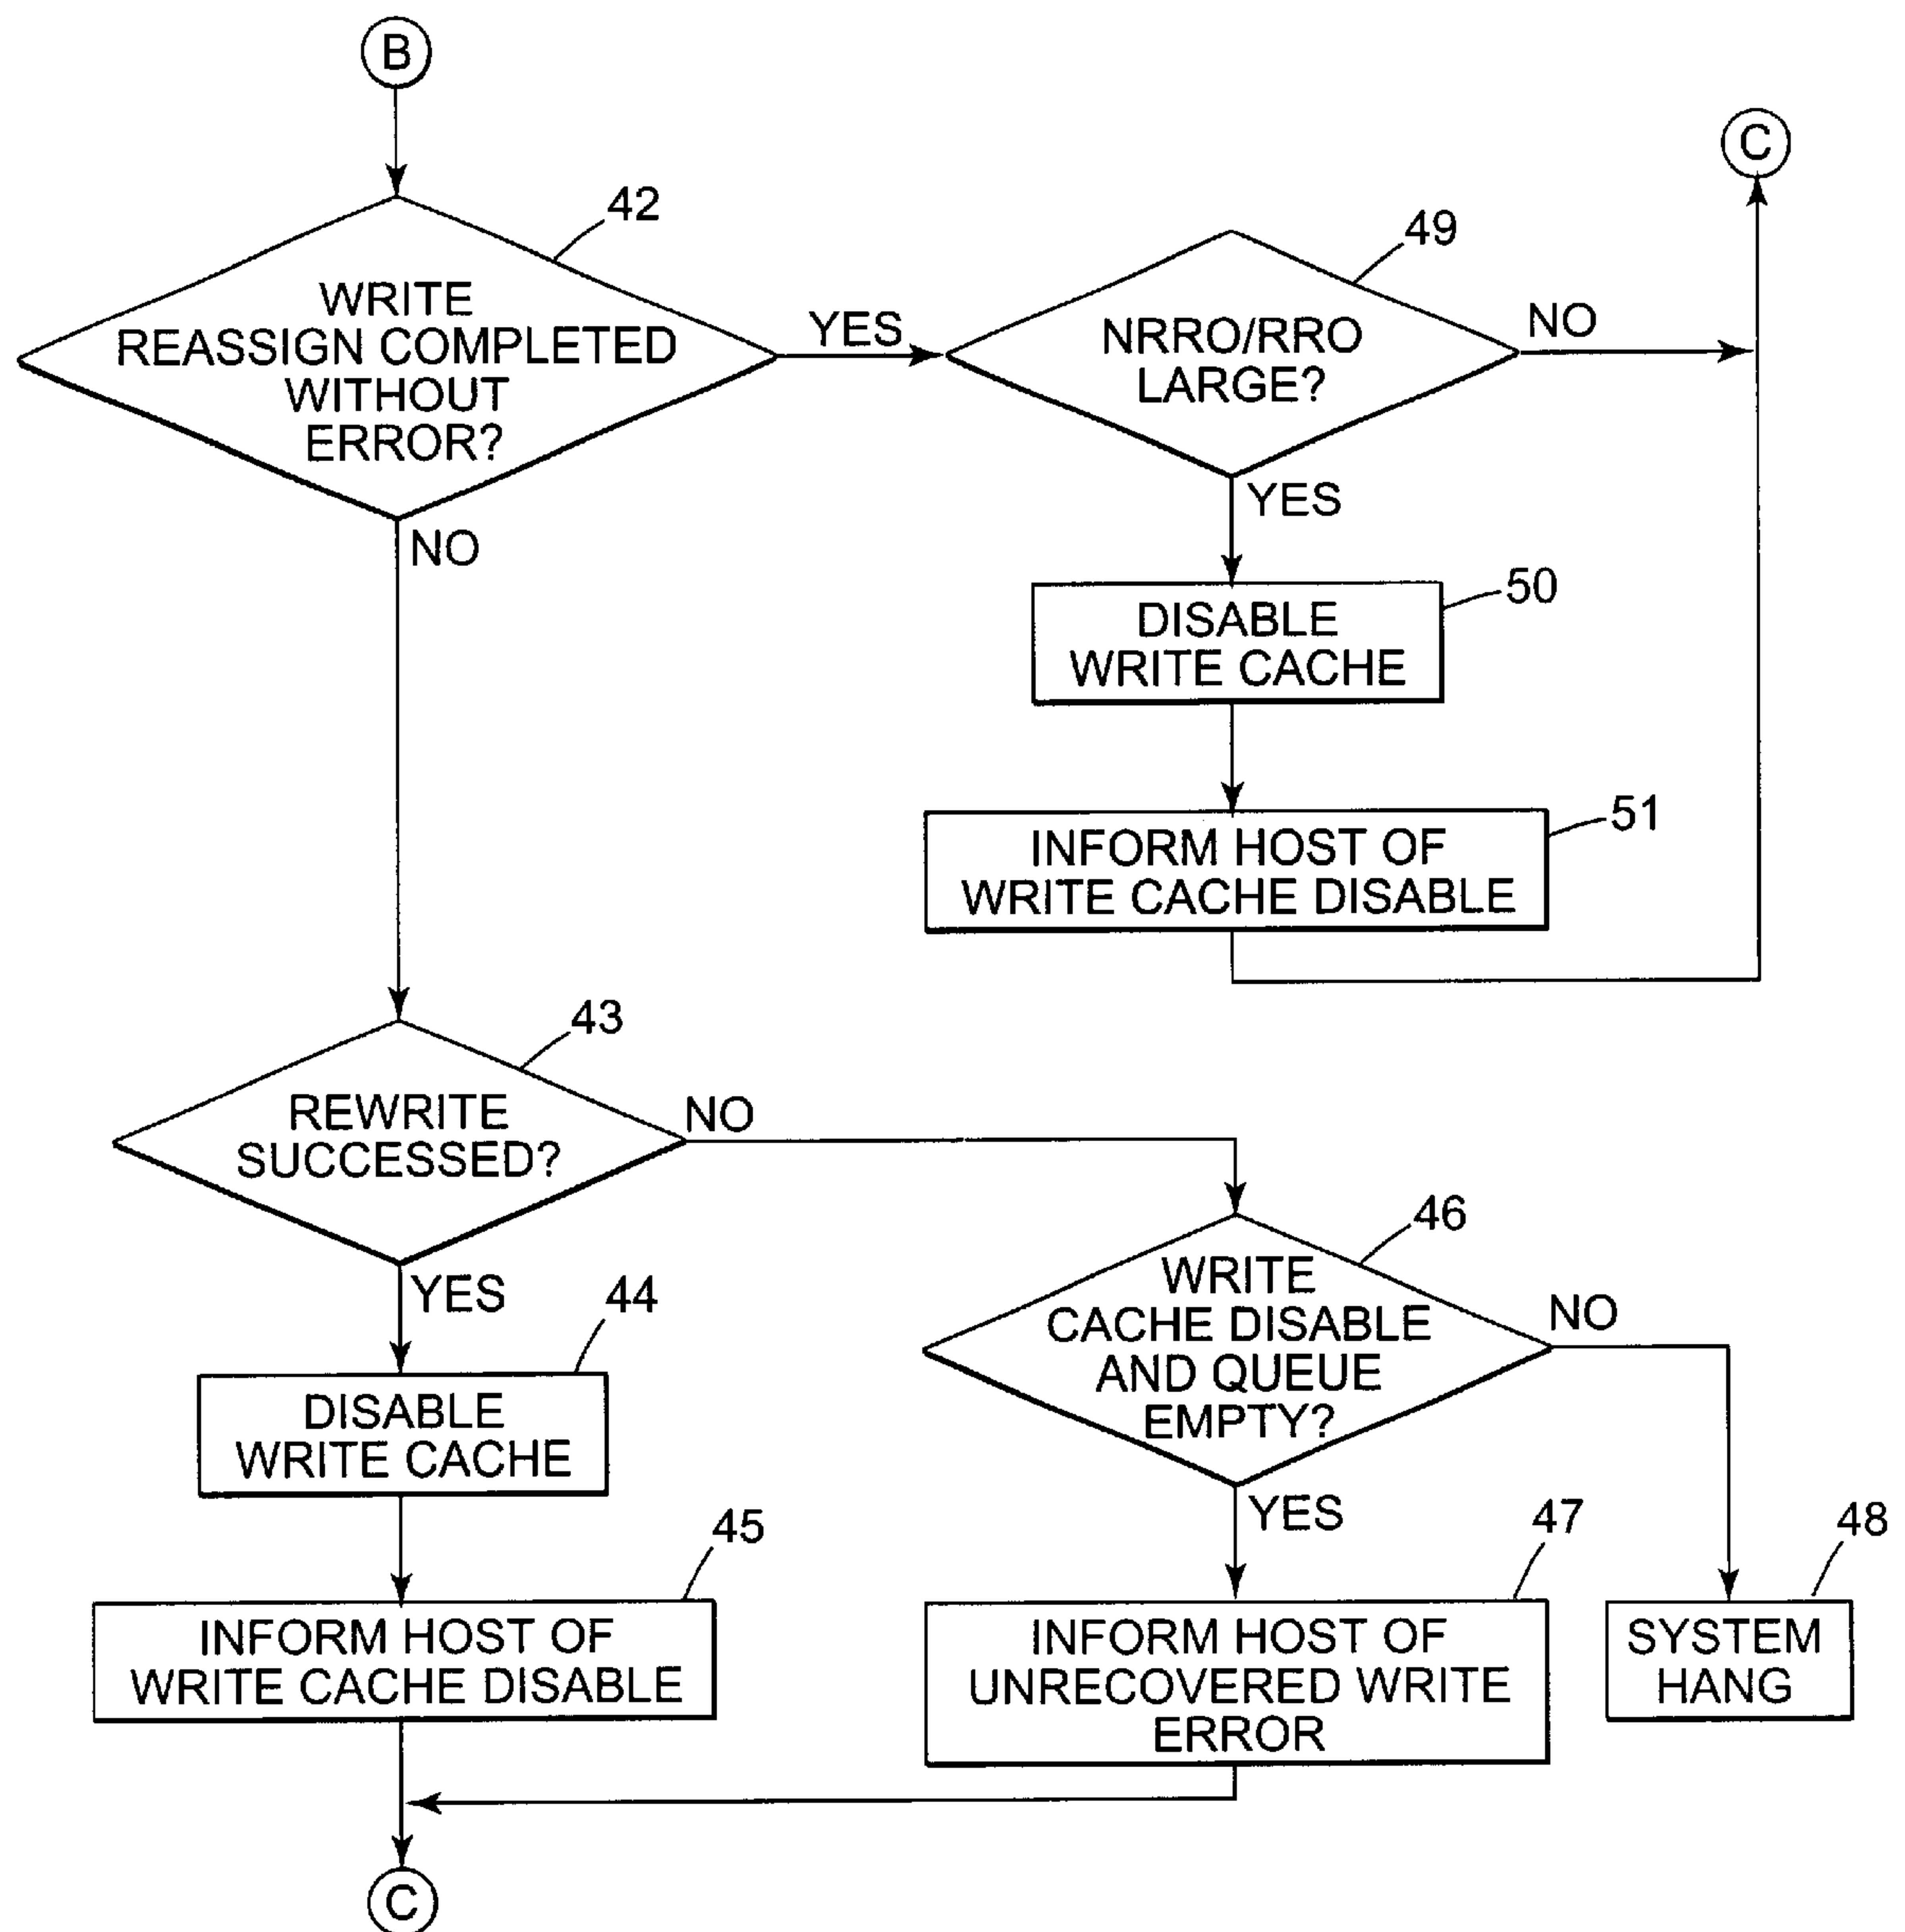 B
C
42
WRITE
REASSIGN COMPLETED
WITHOUT
ERROR?
YES
NO
49
NRRO/RRO
LARGE?
NO
YES
50
DISABLE
WRITE CACHE
51
INFORM HOST OF
WRITE CACHE DISABLE
43
REWRITE
SUCCESSED?
NO
YES
46
WRITE
CACHE DISABLE
AND QUEUE
EMPTY?
NO
YES
44
DISABLE
WRITE CACHE
45
INFORM HOST OF
WRITE CACHE DISABLE
47
INFORM HOST OF
UNRECOVERED WRITE
ERROR
48
SYSTEM
HANG
C